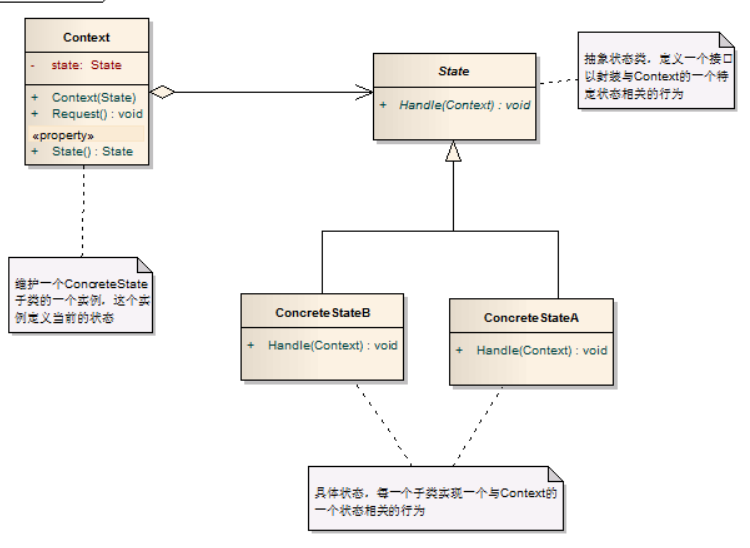 Context
- state: State
+ Context(State)
+ Request() : void
«property»
+ State() : State
State
+ Handle(Context) : void
抽象状态类，定义一个接口
以封装与Context的一个特
定状态相关的行为
维护一个ConcreteState
子类的一个实例，这个实
例定义当前的状态
ConcreteStateB
+ Handle(Context) : void
ConcreteStateA
+ Handle(Context) : void
具体状态，每一个子类实现一个与Context的
一个状态相关的行为